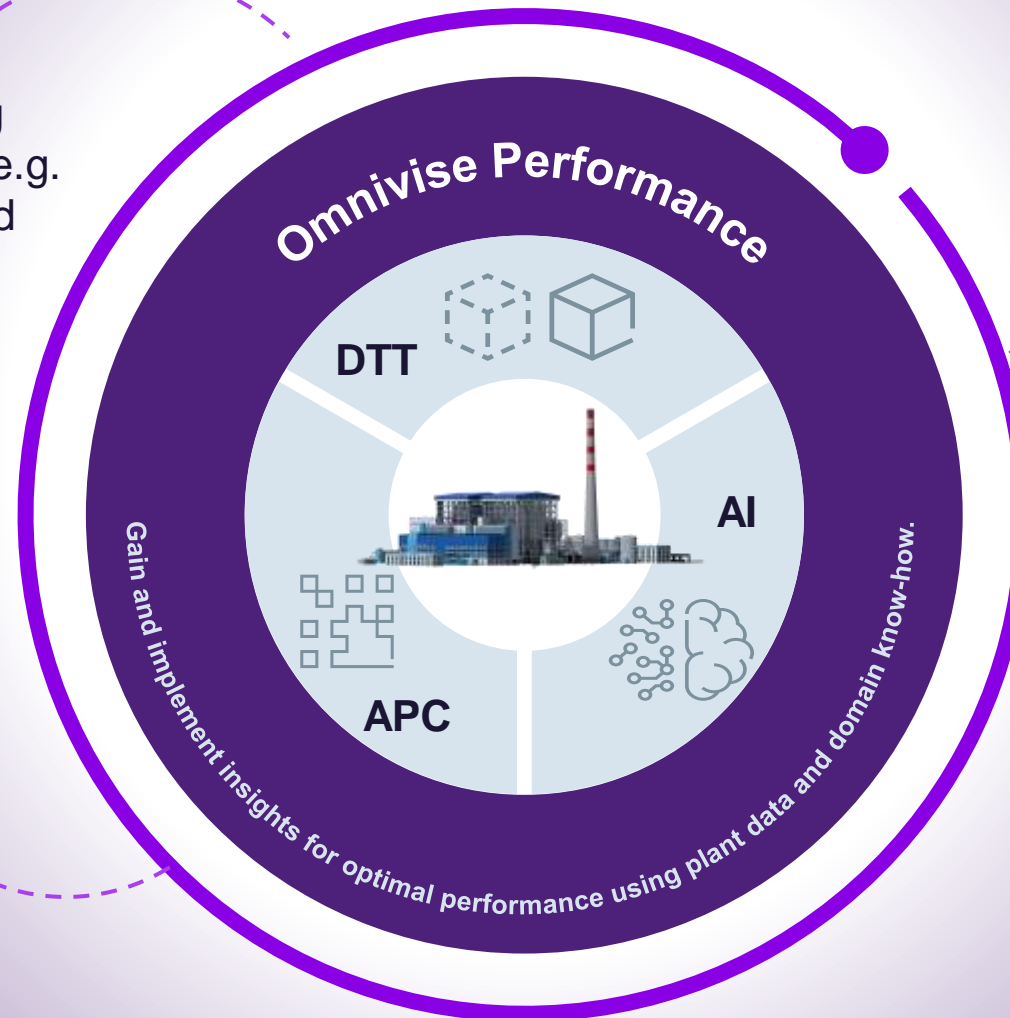 e.g.
Omnivise Performance
DTT
AI
APC
Gain and implement insights for optimal performance using plant data and domain know-how.